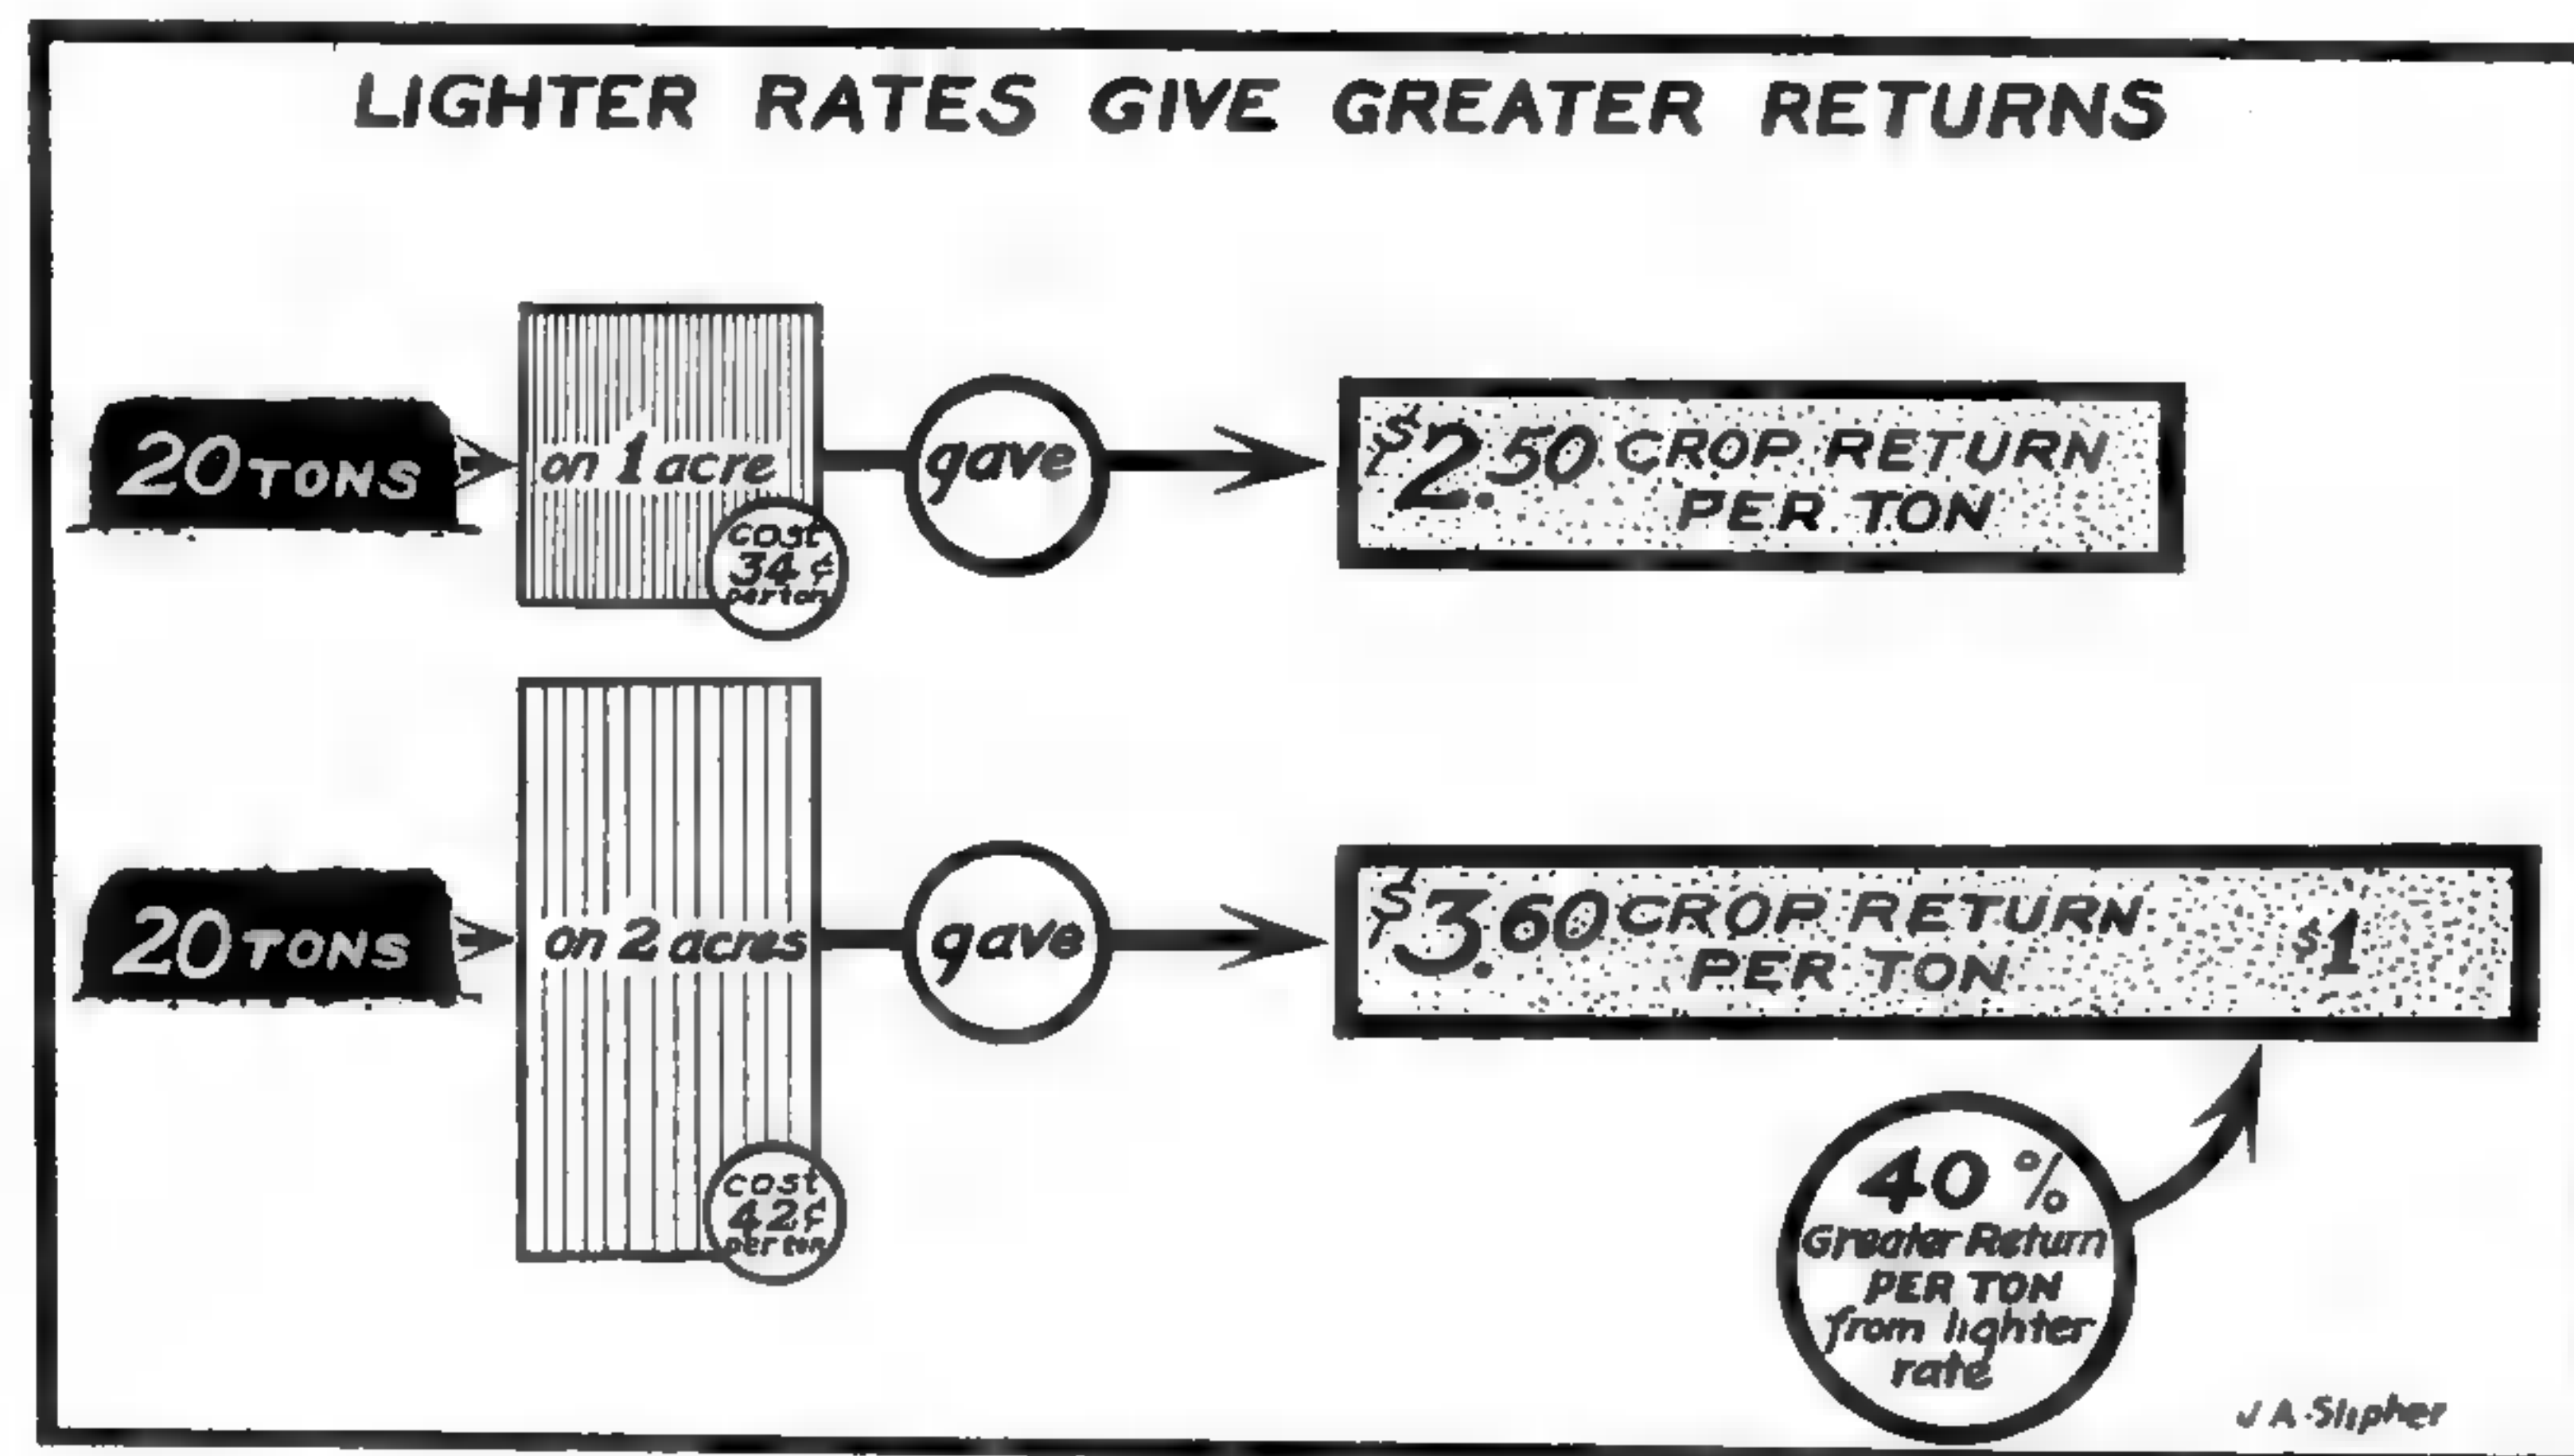 LIGHTER RATES GIVE GREATER RETURNS
20 TONS
on 1 acre
cost
34¢
per ton
gave
$2.50 CROP RETURN
PER TON
20 TONS
on 2 acres
cost
42¢
per ton
gave
$3.60 CROP RETURN
PER TON
$1
40%
Greater Return
PER TON
from lighter
rate
J A Slipher